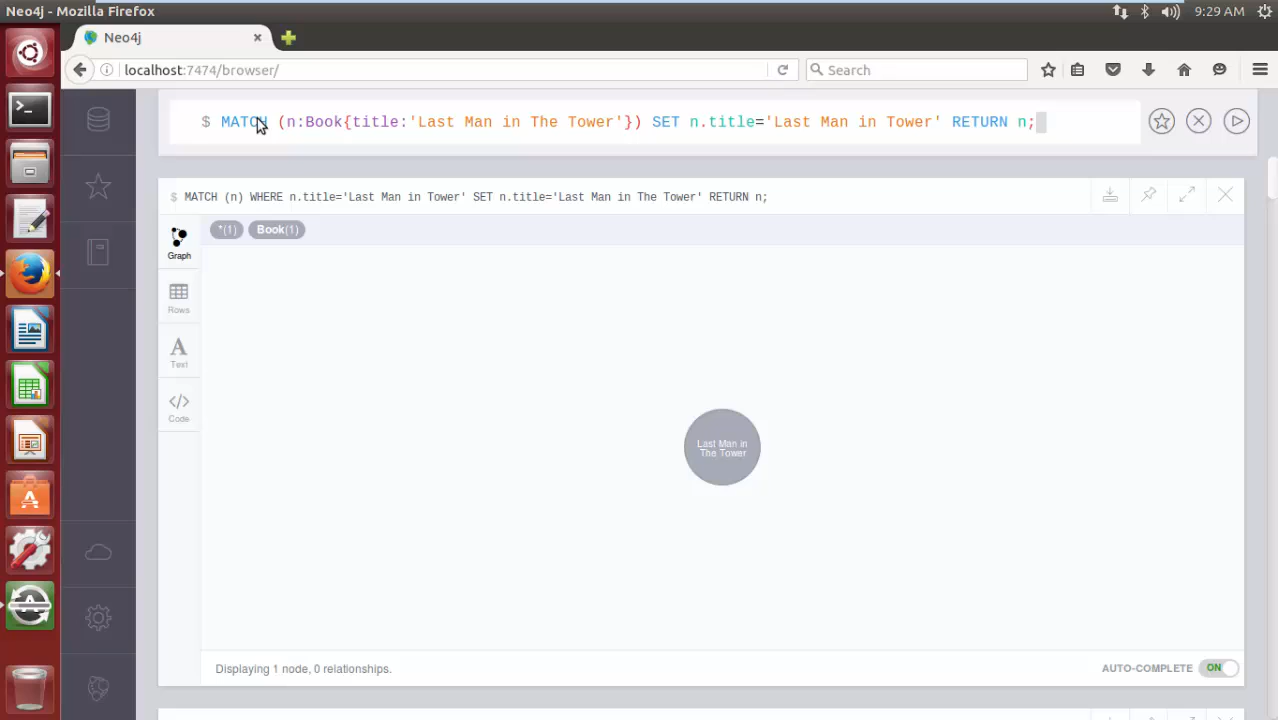 Neo4j - Mozilla Firefox
9:29 AM
Neo4j
localhost:7474/browser/
Search
$ MATCH (n:Book{title:'Last Man in The Tower'}) SET n.title='Last Man in Tower' RETURN n;
$ MATCH (n) WHERE n.title='Last Man in Tower' SET n.title='Last Man in The Tower' RETURN n;
*(1) Book(1)
Graph
Rows
Text
Code
Last Man in
The Tower
Displaying 1 node, 0 relationships.
AUTO-COMPLETE ON